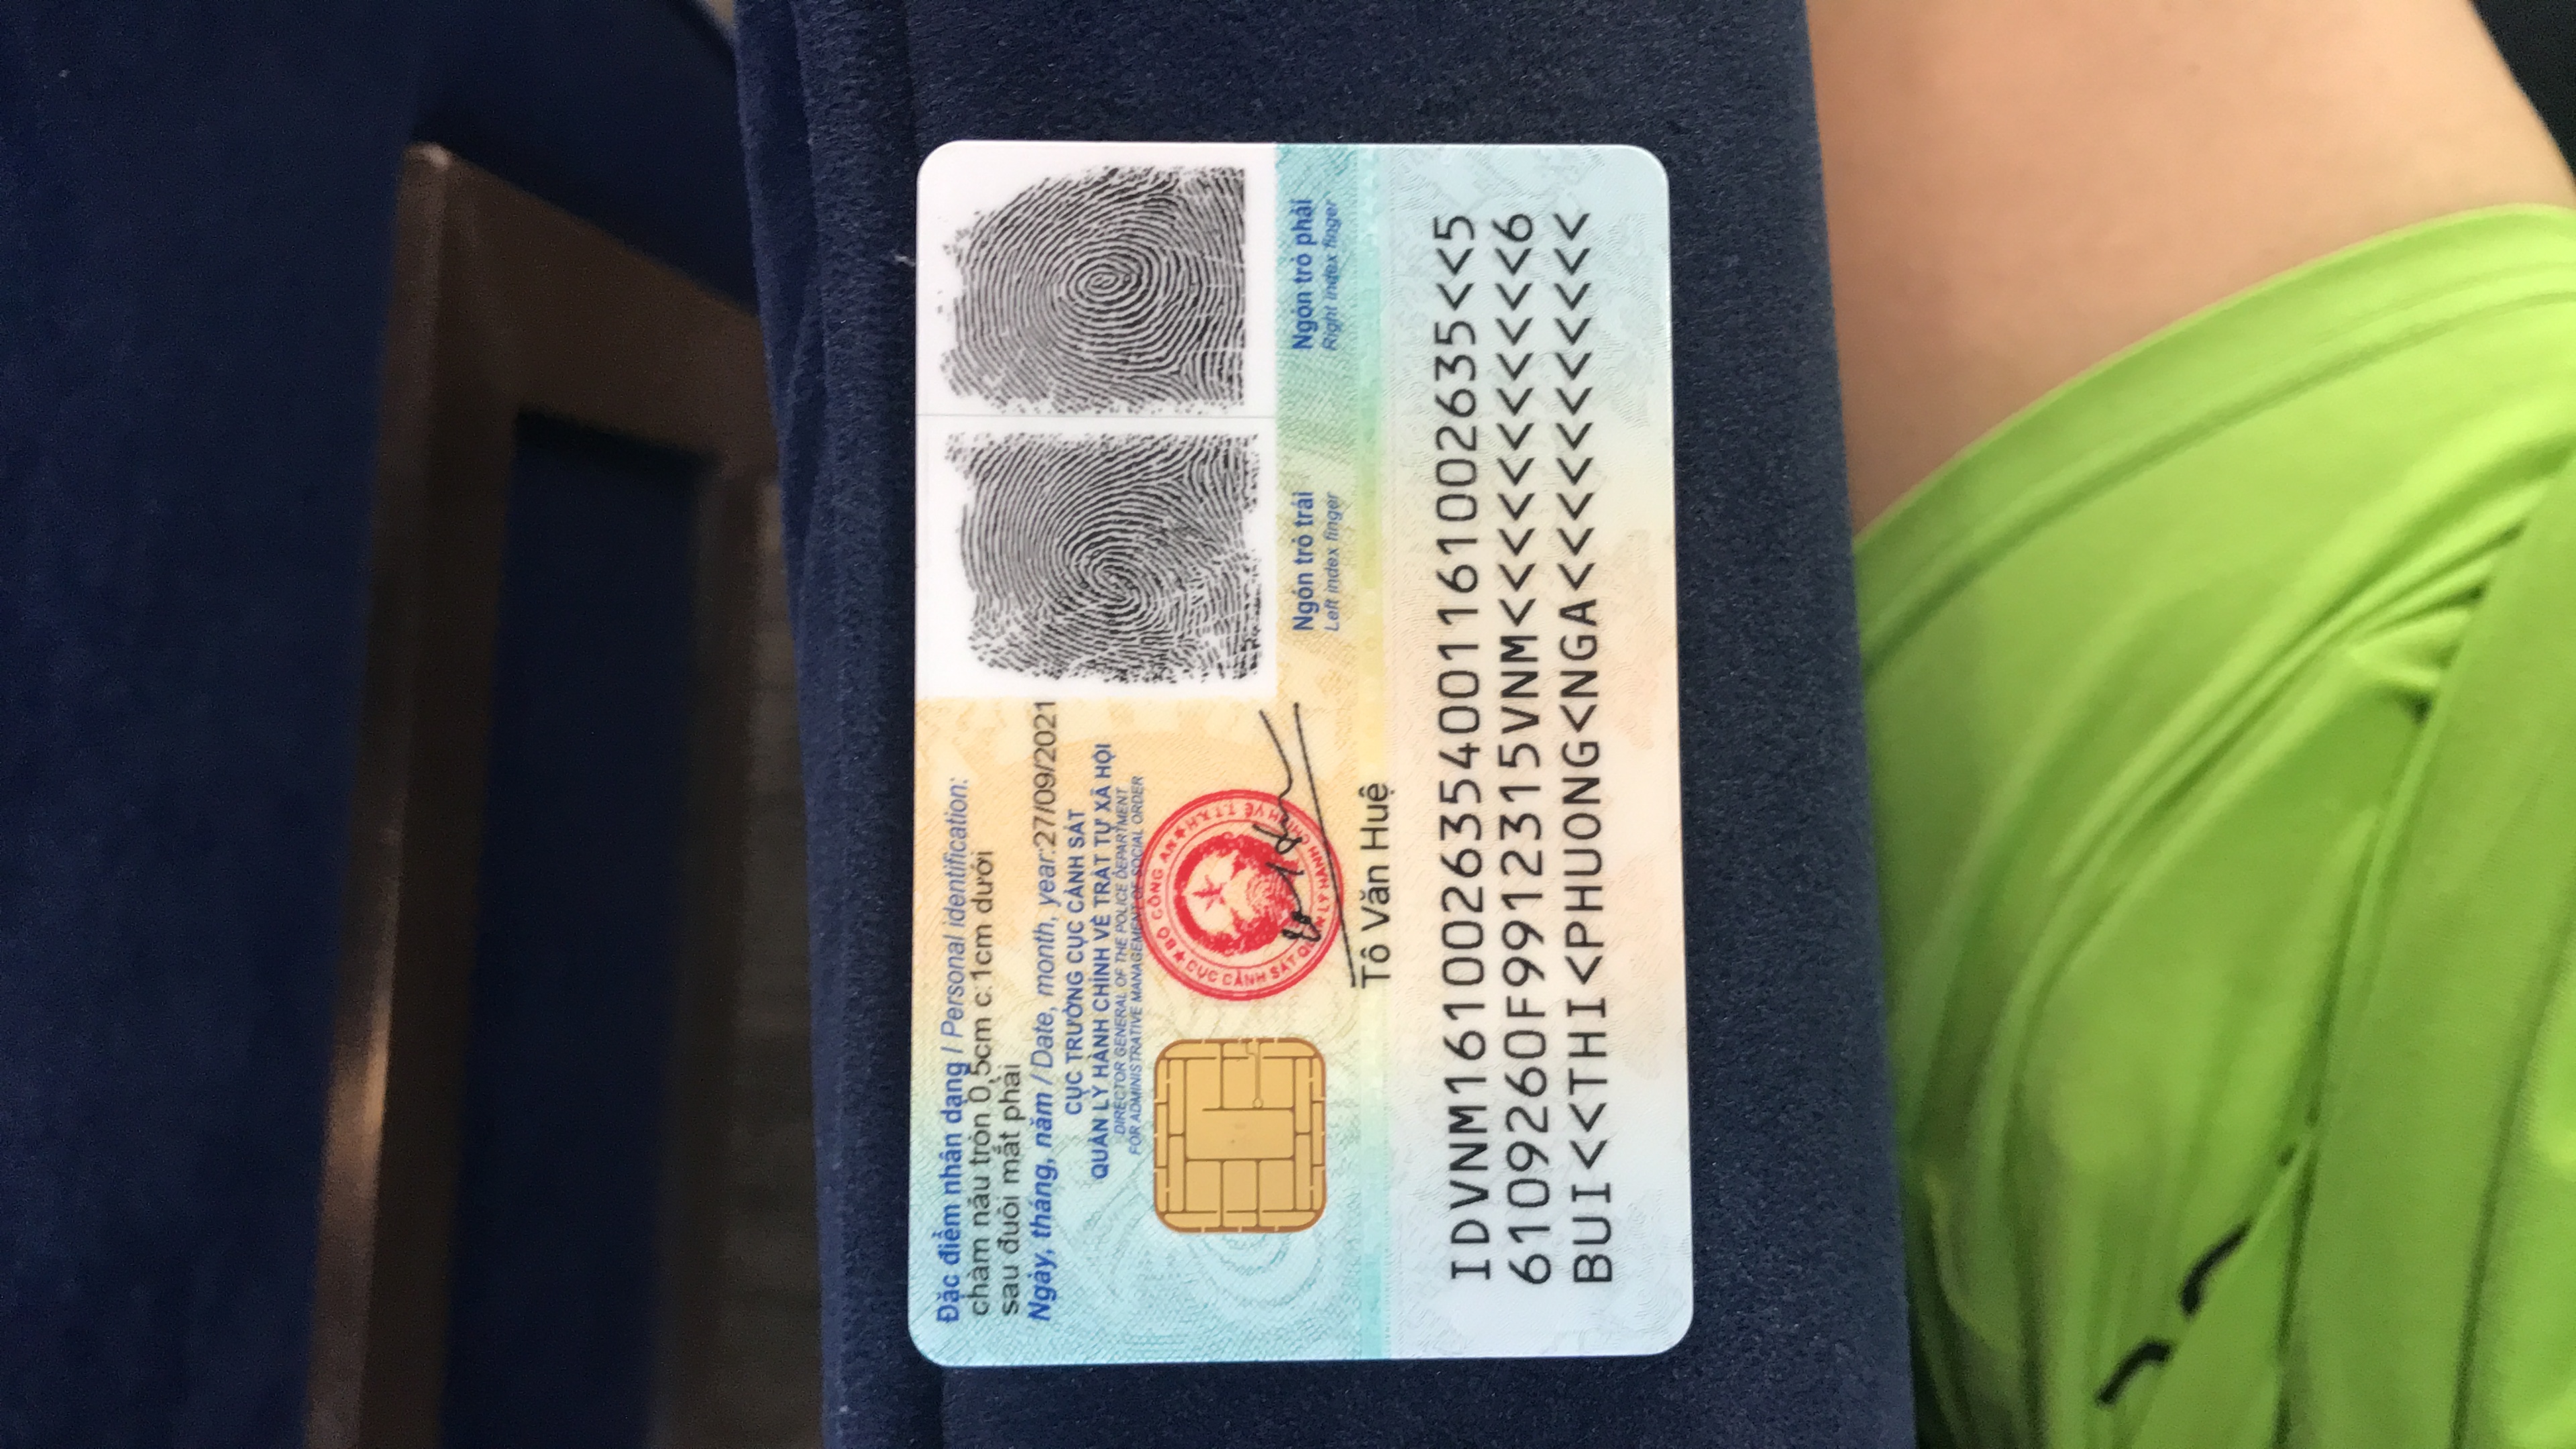 Đặc điểm nhân dạng / Personal identification:
chàm nâu tròn 0,5cm c:1cm dưới
sau đuôi mắt phải
Ngày, tháng, năm / Date, month, year:27/09/2021
CỤC TRƯỞNG CỤC CẢNH SÁT
QUẢN LÝ HÀNH CHÍNH VỀ TRẬT TỰ XÃ HỘI
DIRECTOR GENERAL OF THE POLICE DEPARTMENT
FOR ADMINISTRATIVE MANAGEMENT OF SOCIAL ORDER
BỘ CÔNG AN
CỤC CẢNH SÁT QUẢN LÝ HÀNH CHÍNH VỀ TTXH
Tô Văn Huệ
Ngón trỏ trái
Left index finger
Ngón trỏ phải
Right index finger
IDVNM1610026354001161002635<<5
6109260F9912315VNM<<<<<<<<<<<6
BUI<<THI<PHUONG<NGA<<<<<<<<<<<